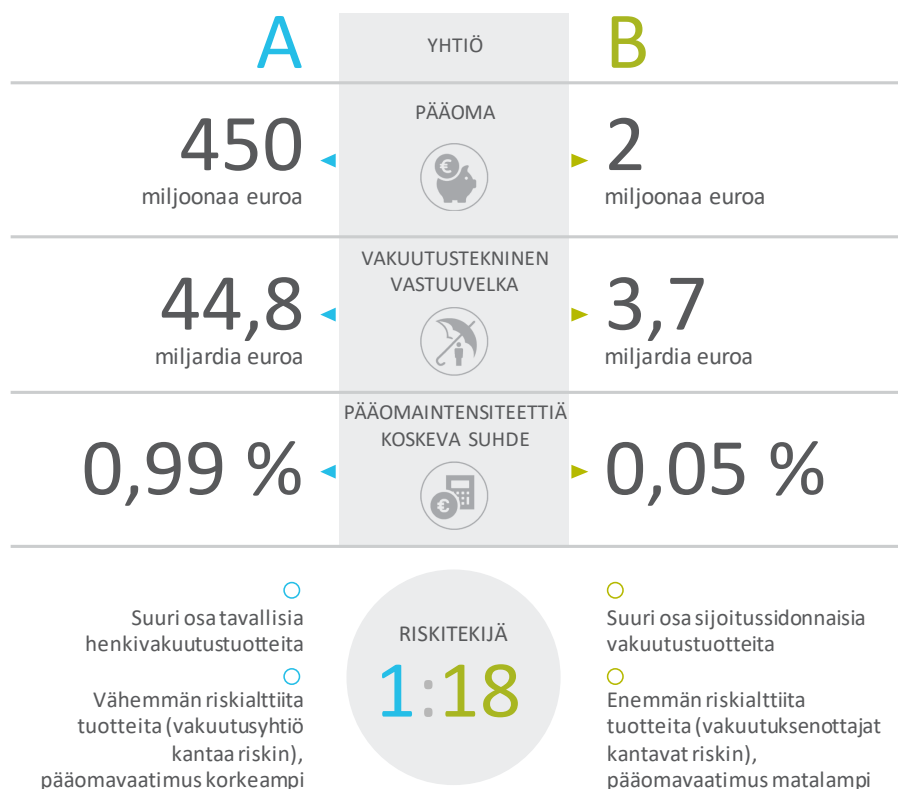 A
YHTIÖ
B
PÄÄOMA
450
miljoonaa euroa
€
2
miljoonaa euroa
VAKUUTUSTEKNINEN
VASTUUVELKA
44,8
miljardia euroa
3,7
miljardia euroa
PÄÄOMAINTENSITEETTIÄ
KOSKEVA SUHDE
0,99 %
€
0,05 %
Suuri osa tavallisia
henkivakuutustuotteita
Vähemmän riskialttiita
tuotteita (vakuutusyhtiö
kantaa riskin),
pääomavaatimus korkeampi
RISKITEKIJÄ
1:18
Suuri osa sijoitussidonnaisia
vakuutustuotteita
Enemmän riskialttiita
tuotteita (vakuutuksenottajat
kantavat riskin),
pääomavaatimus matalampi